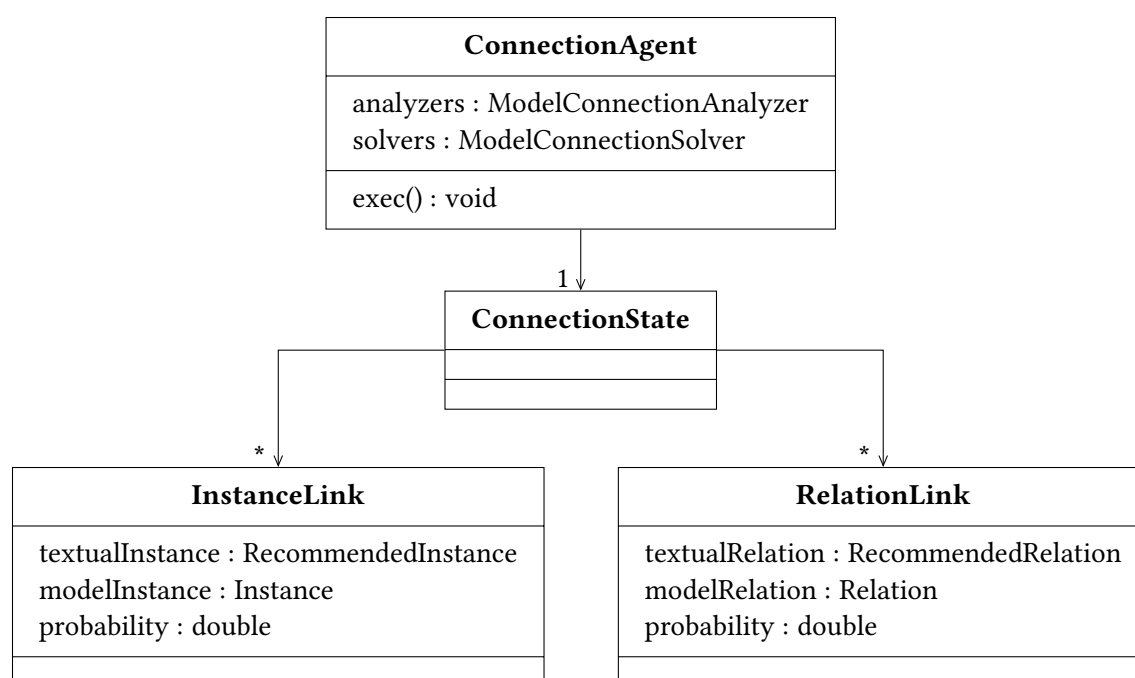 ConnectionAgent
analyzers : ModelConnectionAnalyzer
solvers : ModelConnectionSolver
exec() : void
1
ConnectionState
*
*
InstanceLink
textualInstance : RecommendedInstance
modelInstance : Instance
probability : double
RelationLink
textualRelation : RecommendedRelation
modelRelation : Relation
probability : double